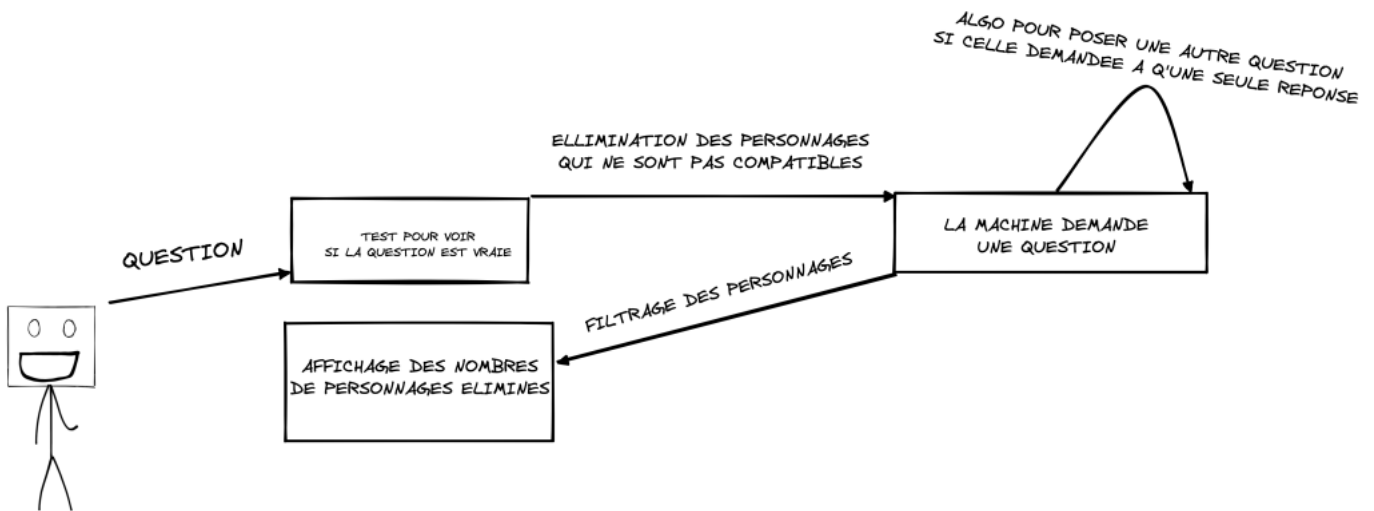 ALGO POUR POSER UNE AUTRE QUESTION
SI CELLE DEMANDEE A Q'UNE SEULE REPONSE
ELLIMINATION DES PERSONNAGES
QUI NE SONT PAS COMPATIBLES
LA MACHINE DEMANDE
UNE QUESTION
TEST POUR VOIR
SI LA QUESTION EST VRAIE
QUESTION
FILTRAGE DES PERSONNAGES
AFFICHAGE DES NOMBRES
DE PERSONNAGES ELIMINES